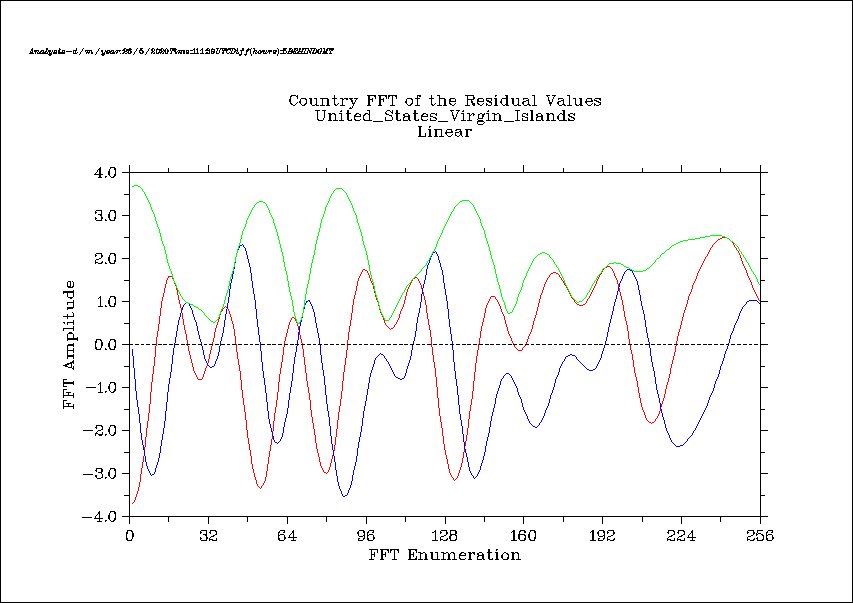 Country FFT of the Residual Values
United_States_Virgin_Islands
Linear
4.0
3.0
2.0
1.0
0.0
−1.0
−2.0
−3.0
−4.0
FFT Amplitude
0 32 64 96 128 160 192 224 256
FFT Enumeration